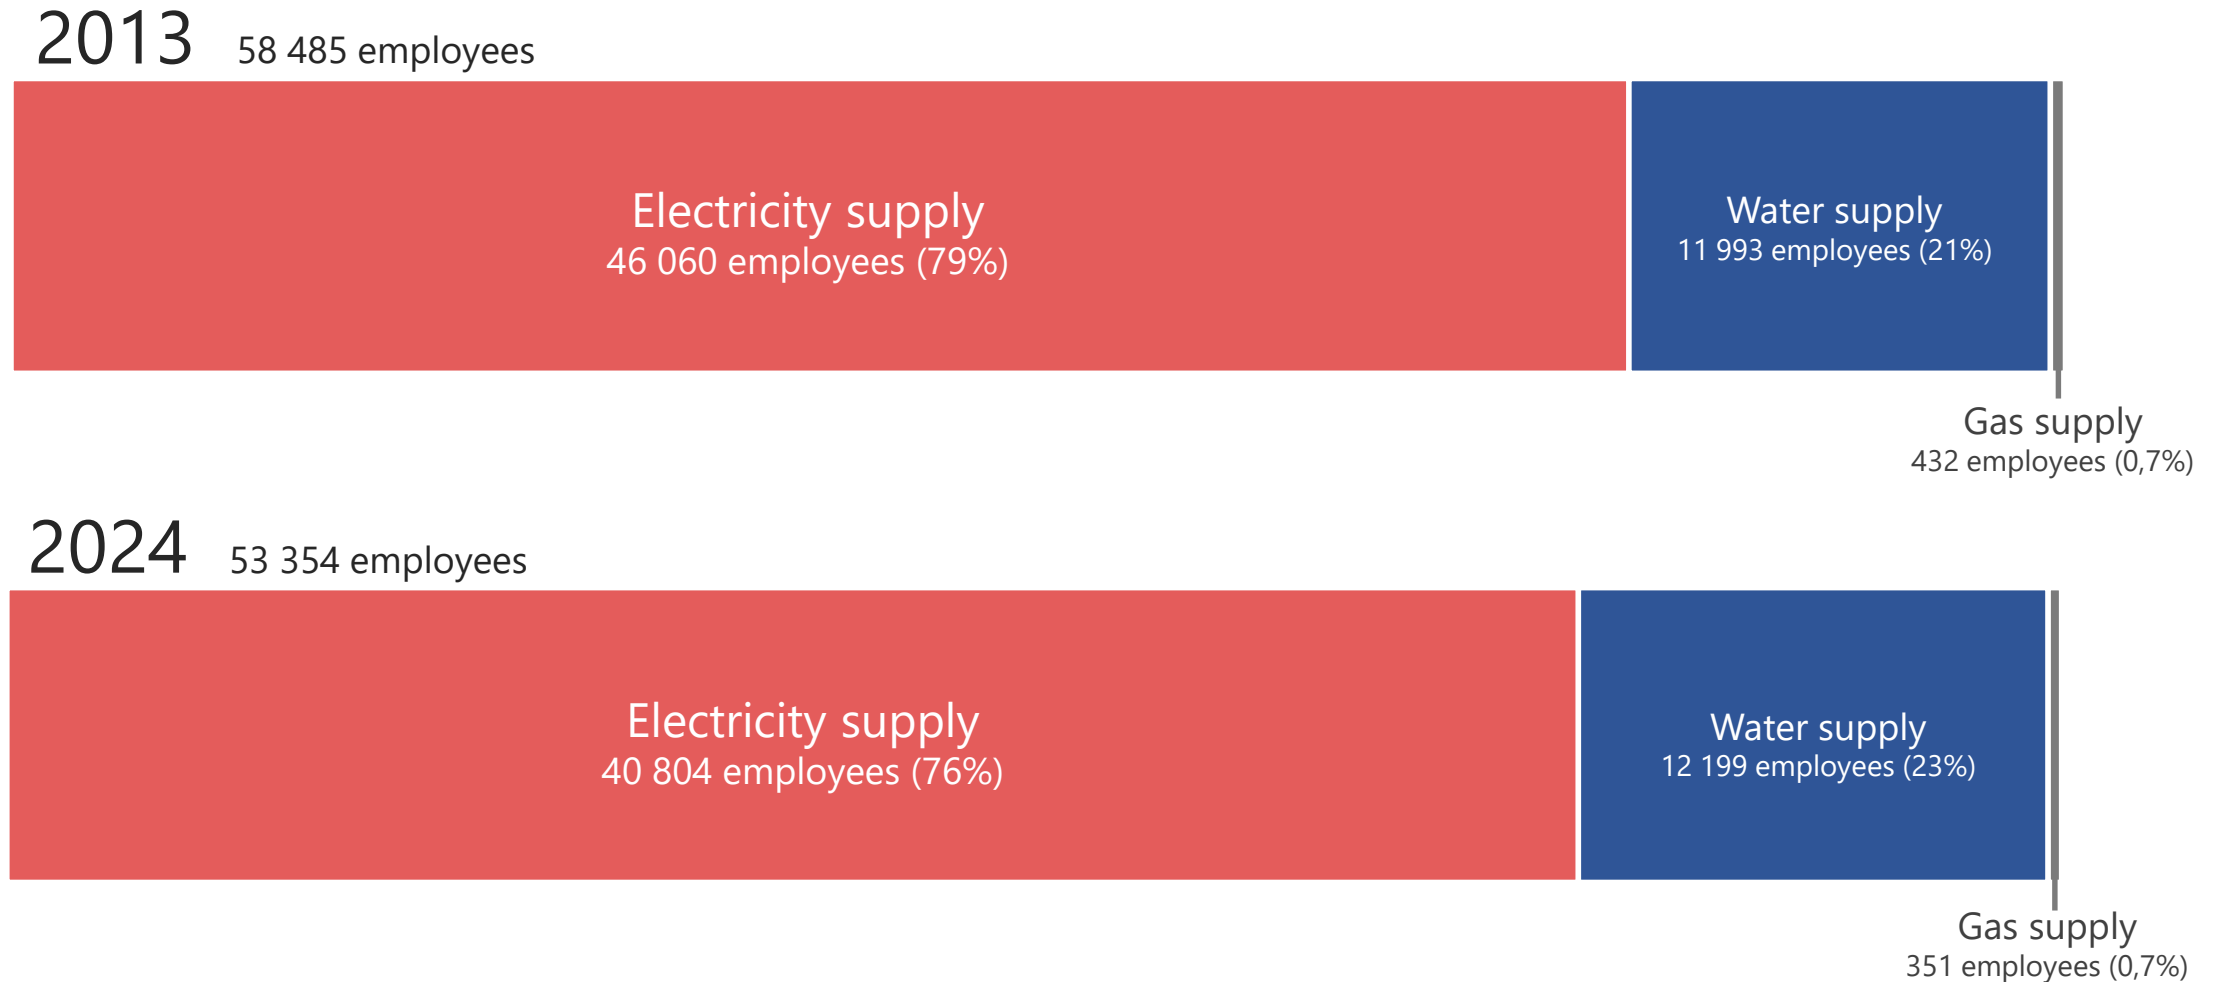 2013 58 485 employees
Electricity supply
46 060 employees (79%)
Water supply
11 993 employees (21%)
Gas supply
432 employees (0,7%)
2024 53 354 employees
Electricity supply
40 804 employees (76%)
Water supply
12 199 employees (23%)
Gas supply
351 employees (0,7%)